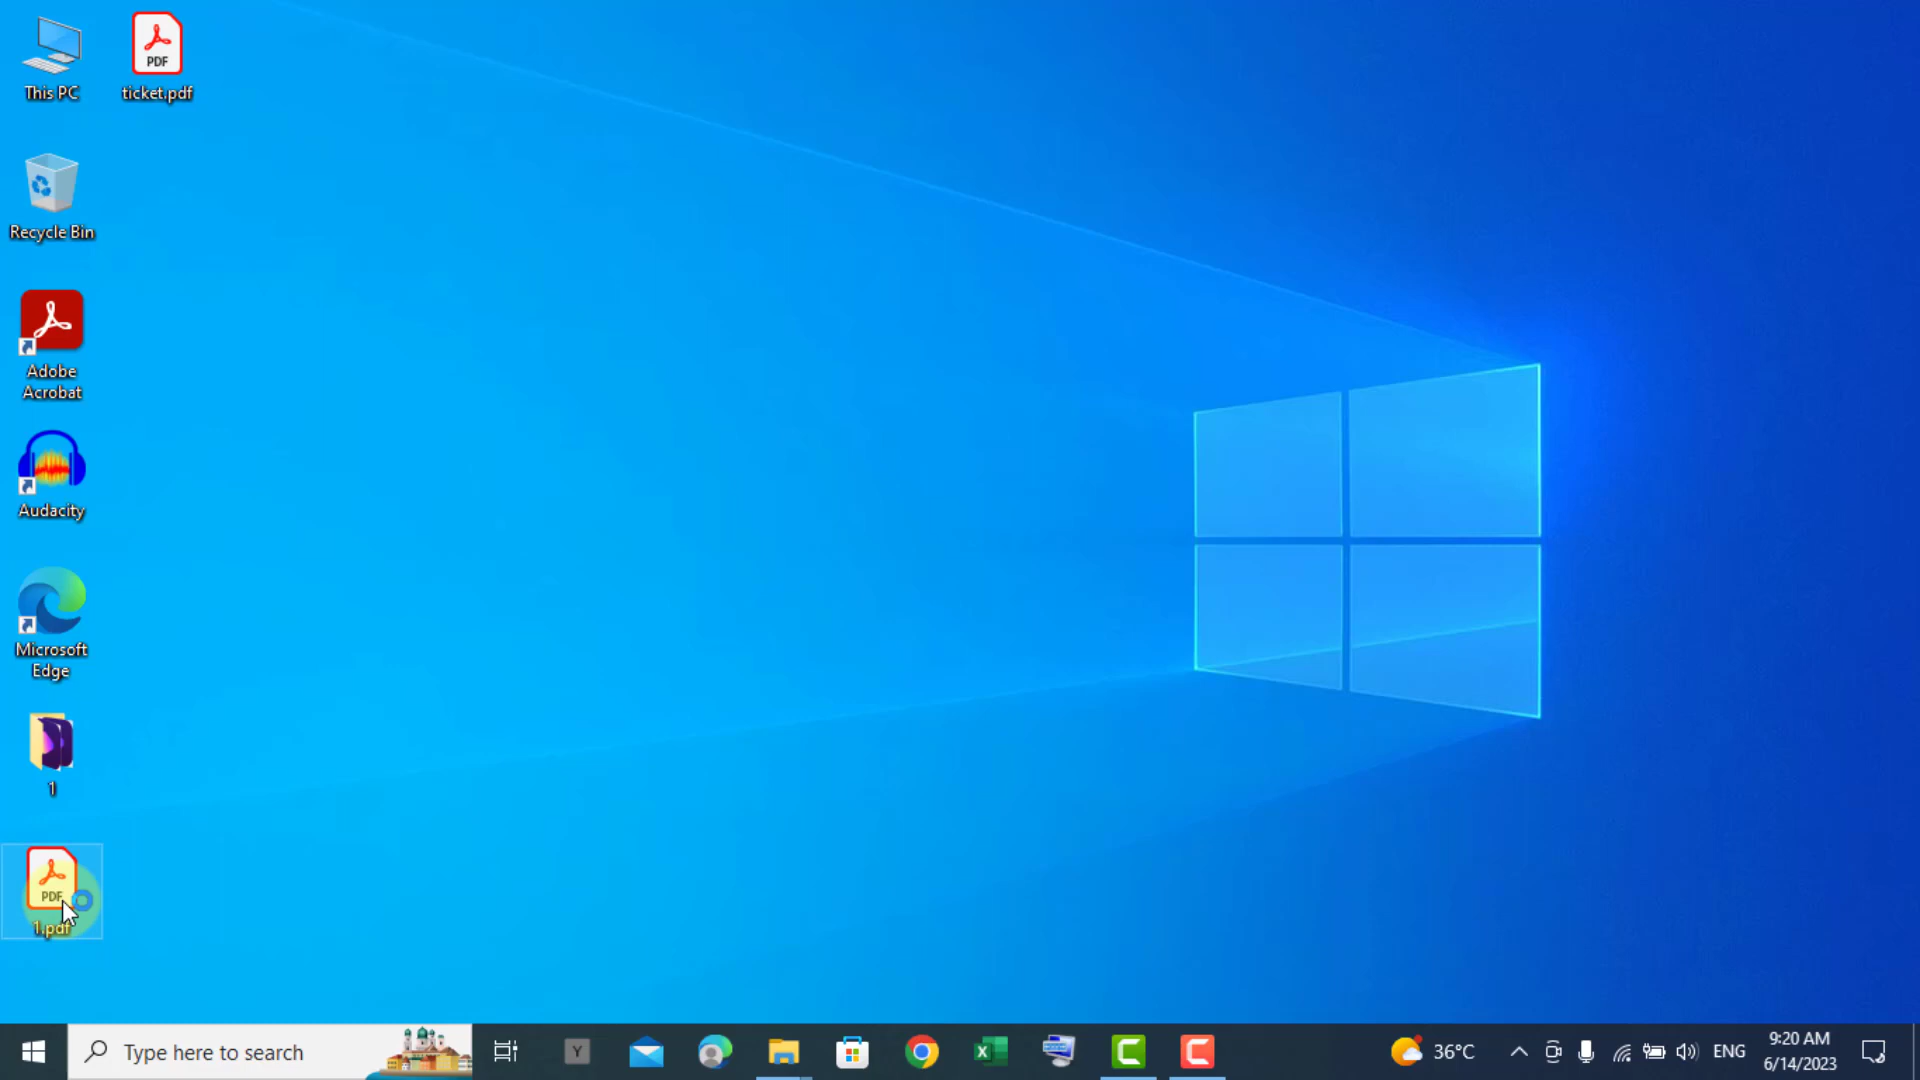 This PC
PDF
ticket.pdf
Recycle Bin
Adobe
Acrobat
Audacity
Microsoft
Edge
1
PDF
1.pdf
Type here to search
Y
36°C
ENG
9:20 AM
6/14/2023